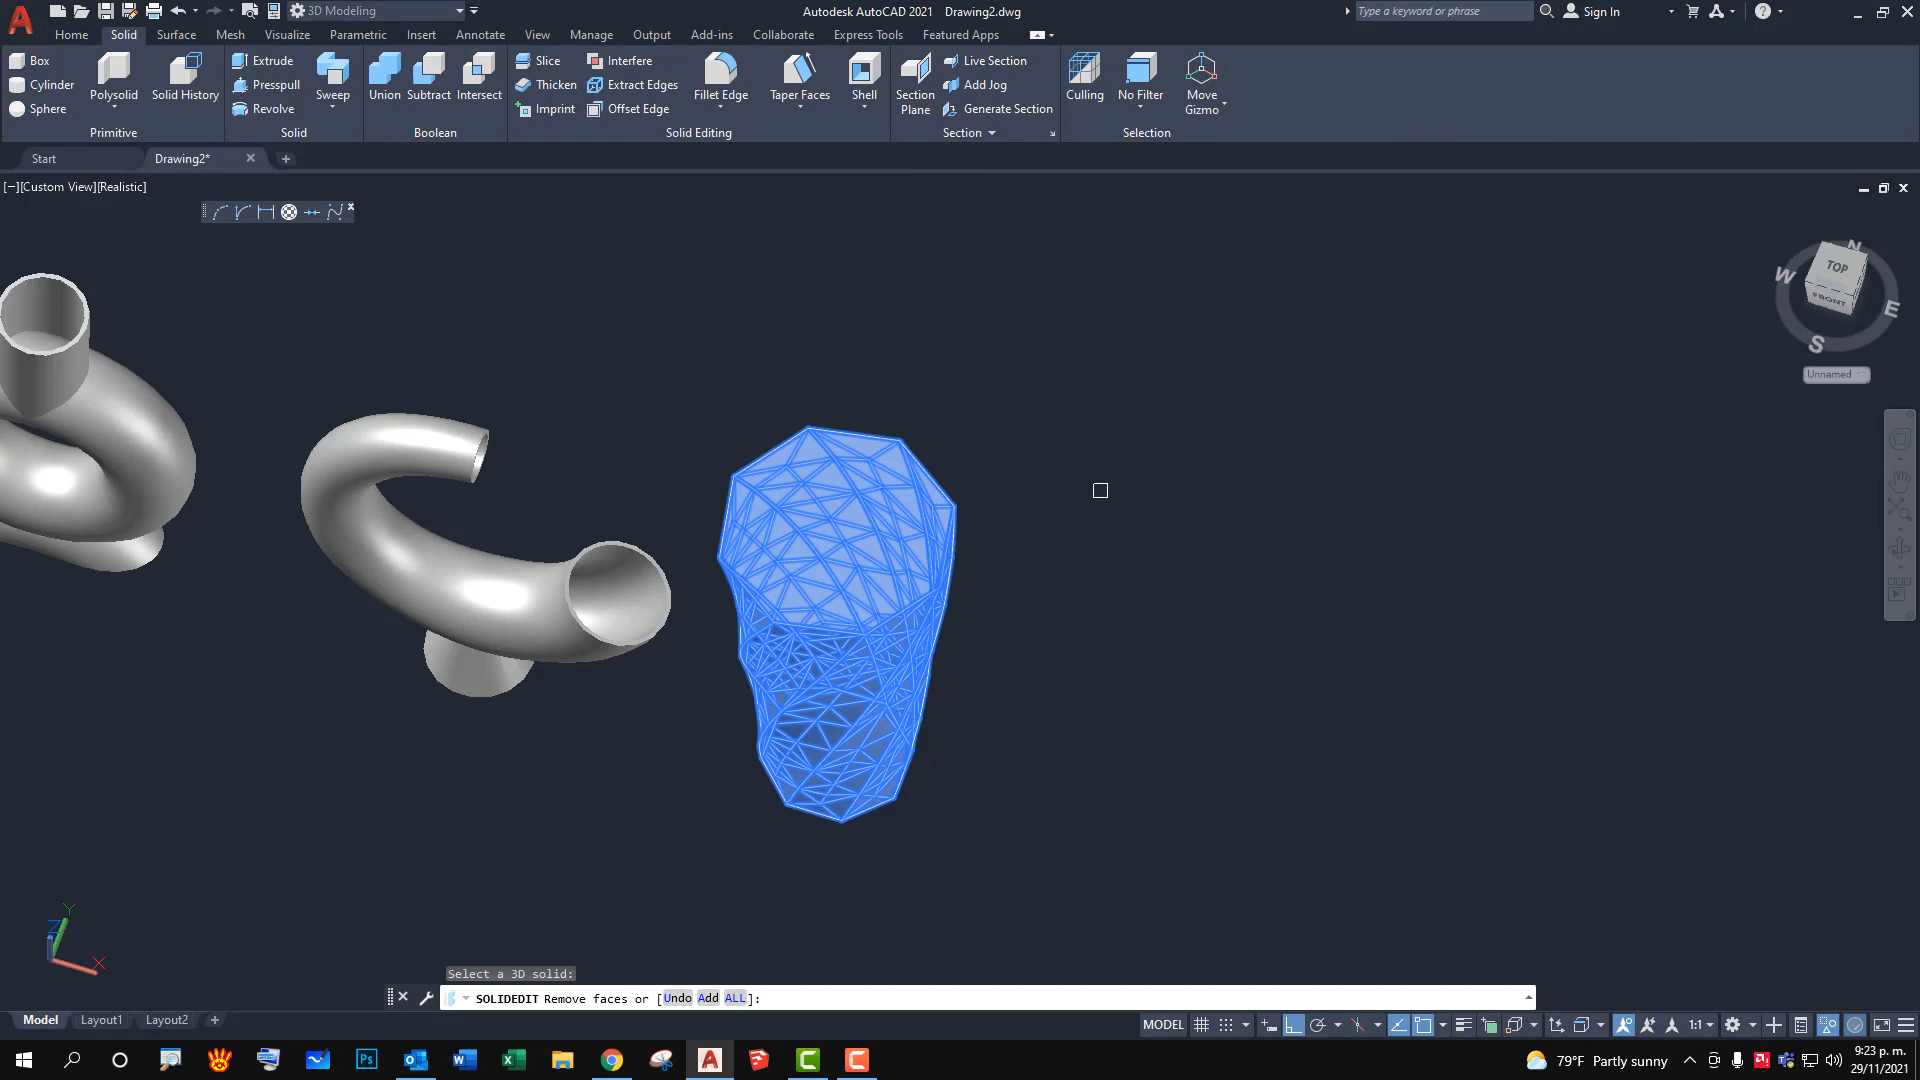 3D Modeling
Autodesk AutoCAD 2021 Drawing2.dwg
Type a keyword or phrase
Sign In
Home Solid Surface Mesh Visualize Parametric Insert Annotate View Manage Output Add-ins Collaborate Express Tools Featured Apps
Box
Cylinder
Sphere
Polysolid
Solid History
Primitive
Extrude
Presspull
Revolve
Sweep
Solid
Union Subtract Intersect
Boolean
Slice
Thicken
Imprint
Interfere
Extract Edges
Offset Edge
Fillet Edge
Taper Faces
Shell
Solid Editing
Section
Plane
Live Section
Add Jog
Generate Section
Section
Culling
No Filter
Move
Gizmo
Selection
Start
Drawing2*
[−][Custom View][Realistic]
N
W
TOP
FRONT
E
S
Unnamed
Y
Z
X
Select a 3D solid:
SOLIDEDIT Remove faces or [Undo Add ALL]:
Model Layout1 Layout2
MODEL
1:1
Ps
79°F Partly sunny
9:23 p. m.
29/11/2021